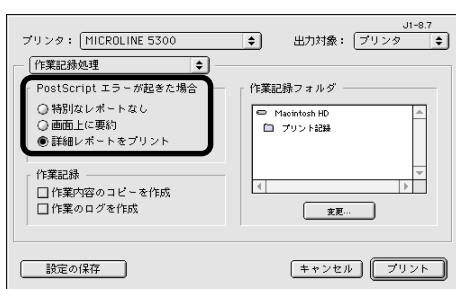 J1-8.7
プリンタ： MICROLINE 5300
出力対象： プリンタ
作業記録処理
PostScript エラーが起きた場合
特別なレポートなし
画面上に要約
詳細レポートをプリント
作業記録
作業内容のコピーを作成
作業のログを作成
作業記録フォルダ
Macintosh HD
プリント記録
変更...
設定の保存
キャンセル
プリント